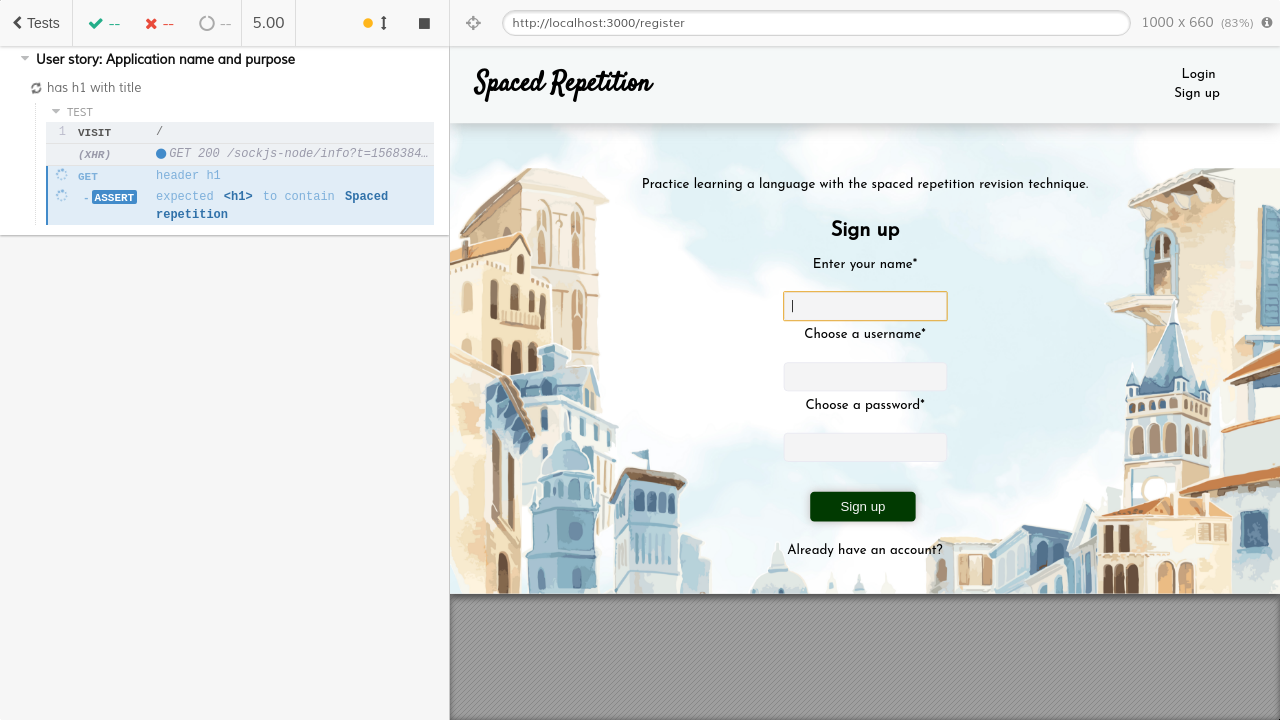 Tests
--
--
--
5.00
http://localhost:3000/register
1000 x 660 (83%)
User story: Application name and purpose
has h1 with title
TEST
1 VISIT /
(XHR) GET 200 /sockjs-node/info?t=1568384…
GET header h1
- ASSERT expected <h1> to contain Spaced
repetition
Spaced Repetition
Login
Sign up
Practice learning a language with the spaced repetition revision technique.
Sign up
Enter your name*
Choose a username*
Choose a password*
Sign up
Already have an account?